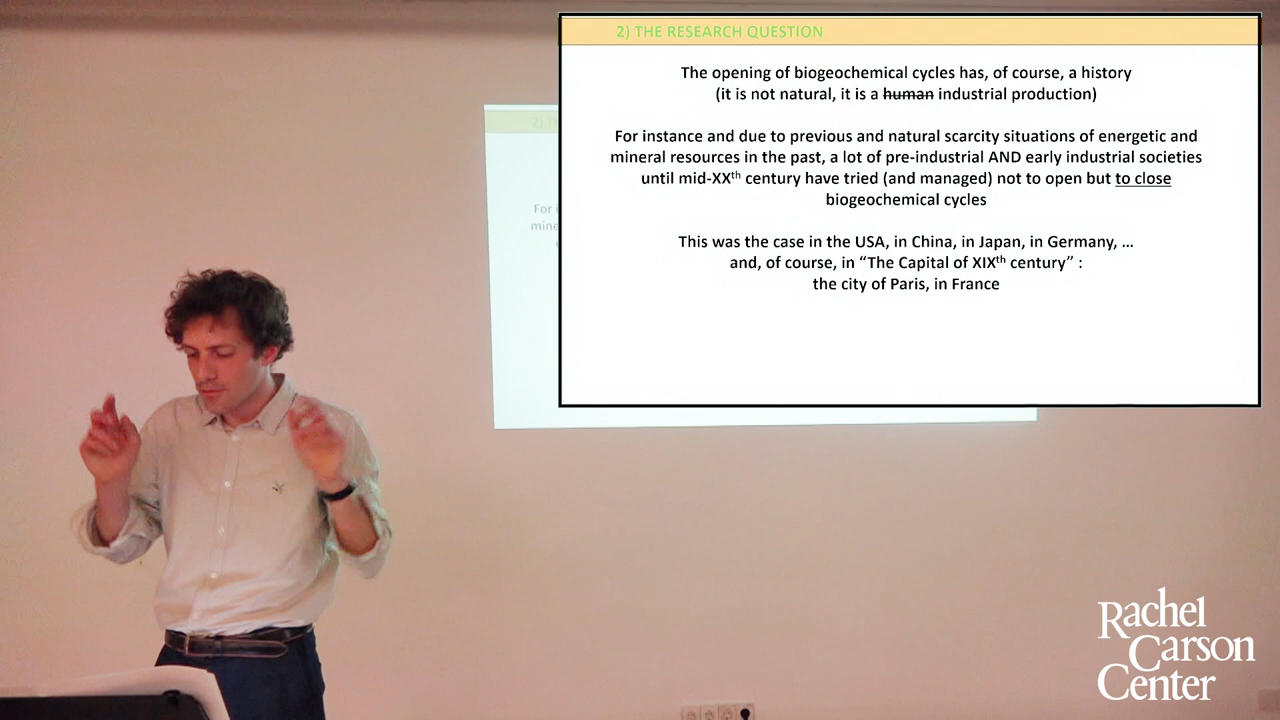 2) THE RESEARCH QUESTION
The opening of biogeochemical cycles has, of course, a history
(it is not natural, it is a human industrial production)
For instance and due to previous and natural scarcity situations of energetic and
mineral resources in the past, a lot of pre-industrial AND early industrial societies
until mid-XXth century have tried (and managed) not to open but to close
biogeochemical cycles
This was the case in the USA, in China, in Japan, in Germany, ...
and, of course, in “The Capital of XIXth century” :
the city of Paris, in France
2) TH
For i
mine
Rachel
Carson
Center